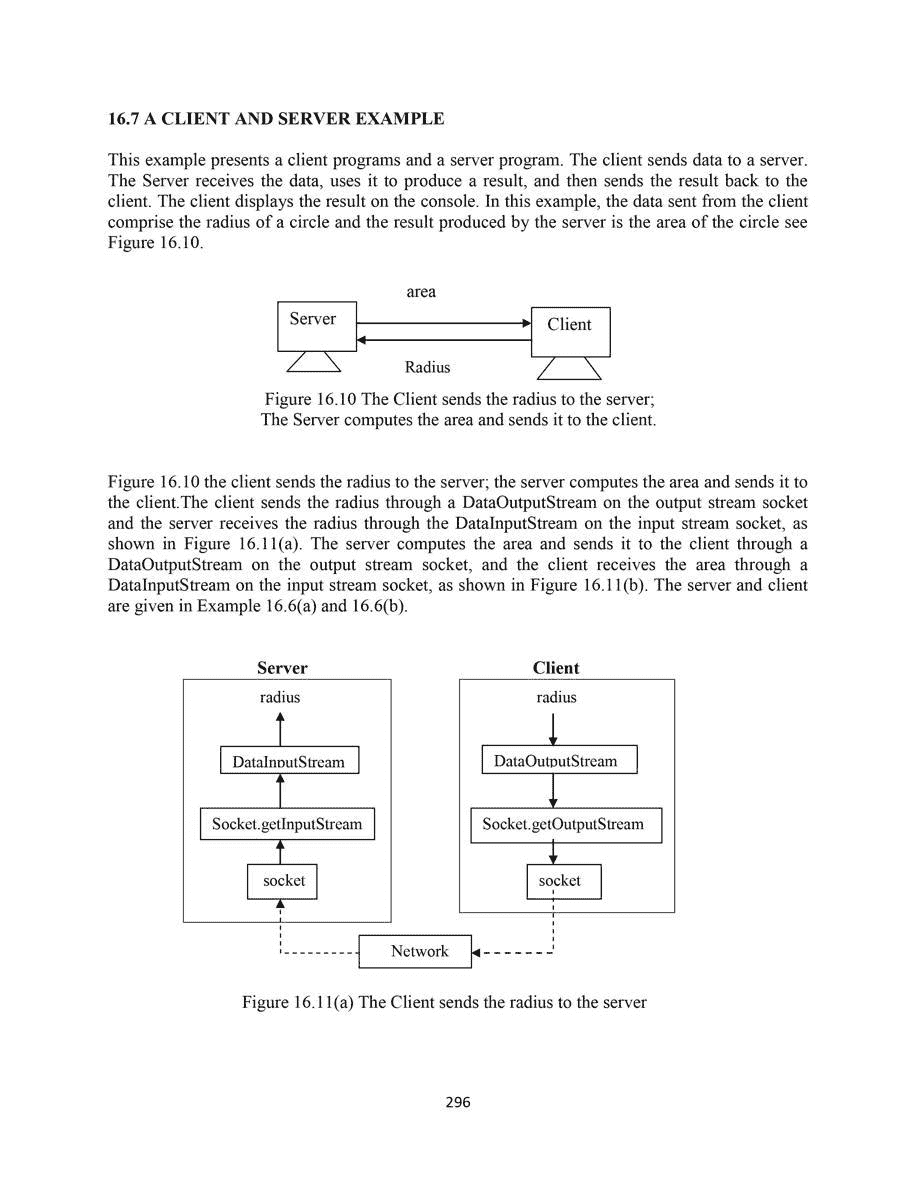 16.7 A CLIENT AND SERVER EXAMPLE
This example presents a client programs and a server program. The client sends data to a server.
The Server receives the data, uses it to produce a result, and then sends the result back to the
client. The client displays the result on the console. In this example, the data sent from the client
comprise the radius of a circle and the result produced by the server is the area of the circle see
Figure 16.10.
area
Server
Client
Radius
Figure 16.10 The Client sends the radius to the server;
The Server computes the area and sends it to the client.
Figure 16.10 the client sends the radius to the server; the server computes the area and sends it to
the client.The client sends the radius through a DataOutputStream on the output stream socket
and the server receives the radius through the DataInputStream on the input stream socket, as
shown in Figure 16.11(a). The server computes the area and sends it to the client through a
DataOutputStream on the output stream socket, and the client receives the area through a
DataInputStream on the input stream socket, as shown in Figure 16.11(b). The server and client
are given in Example 16.6(a) and 16.6(b).
Server
radius
DataInputStream
Socket.getInputStream
socket
Client
radius
DataOutputStream
Socket.getOutputStream
socket
Network
Figure 16.11(a) The Client sends the radius to the server
296